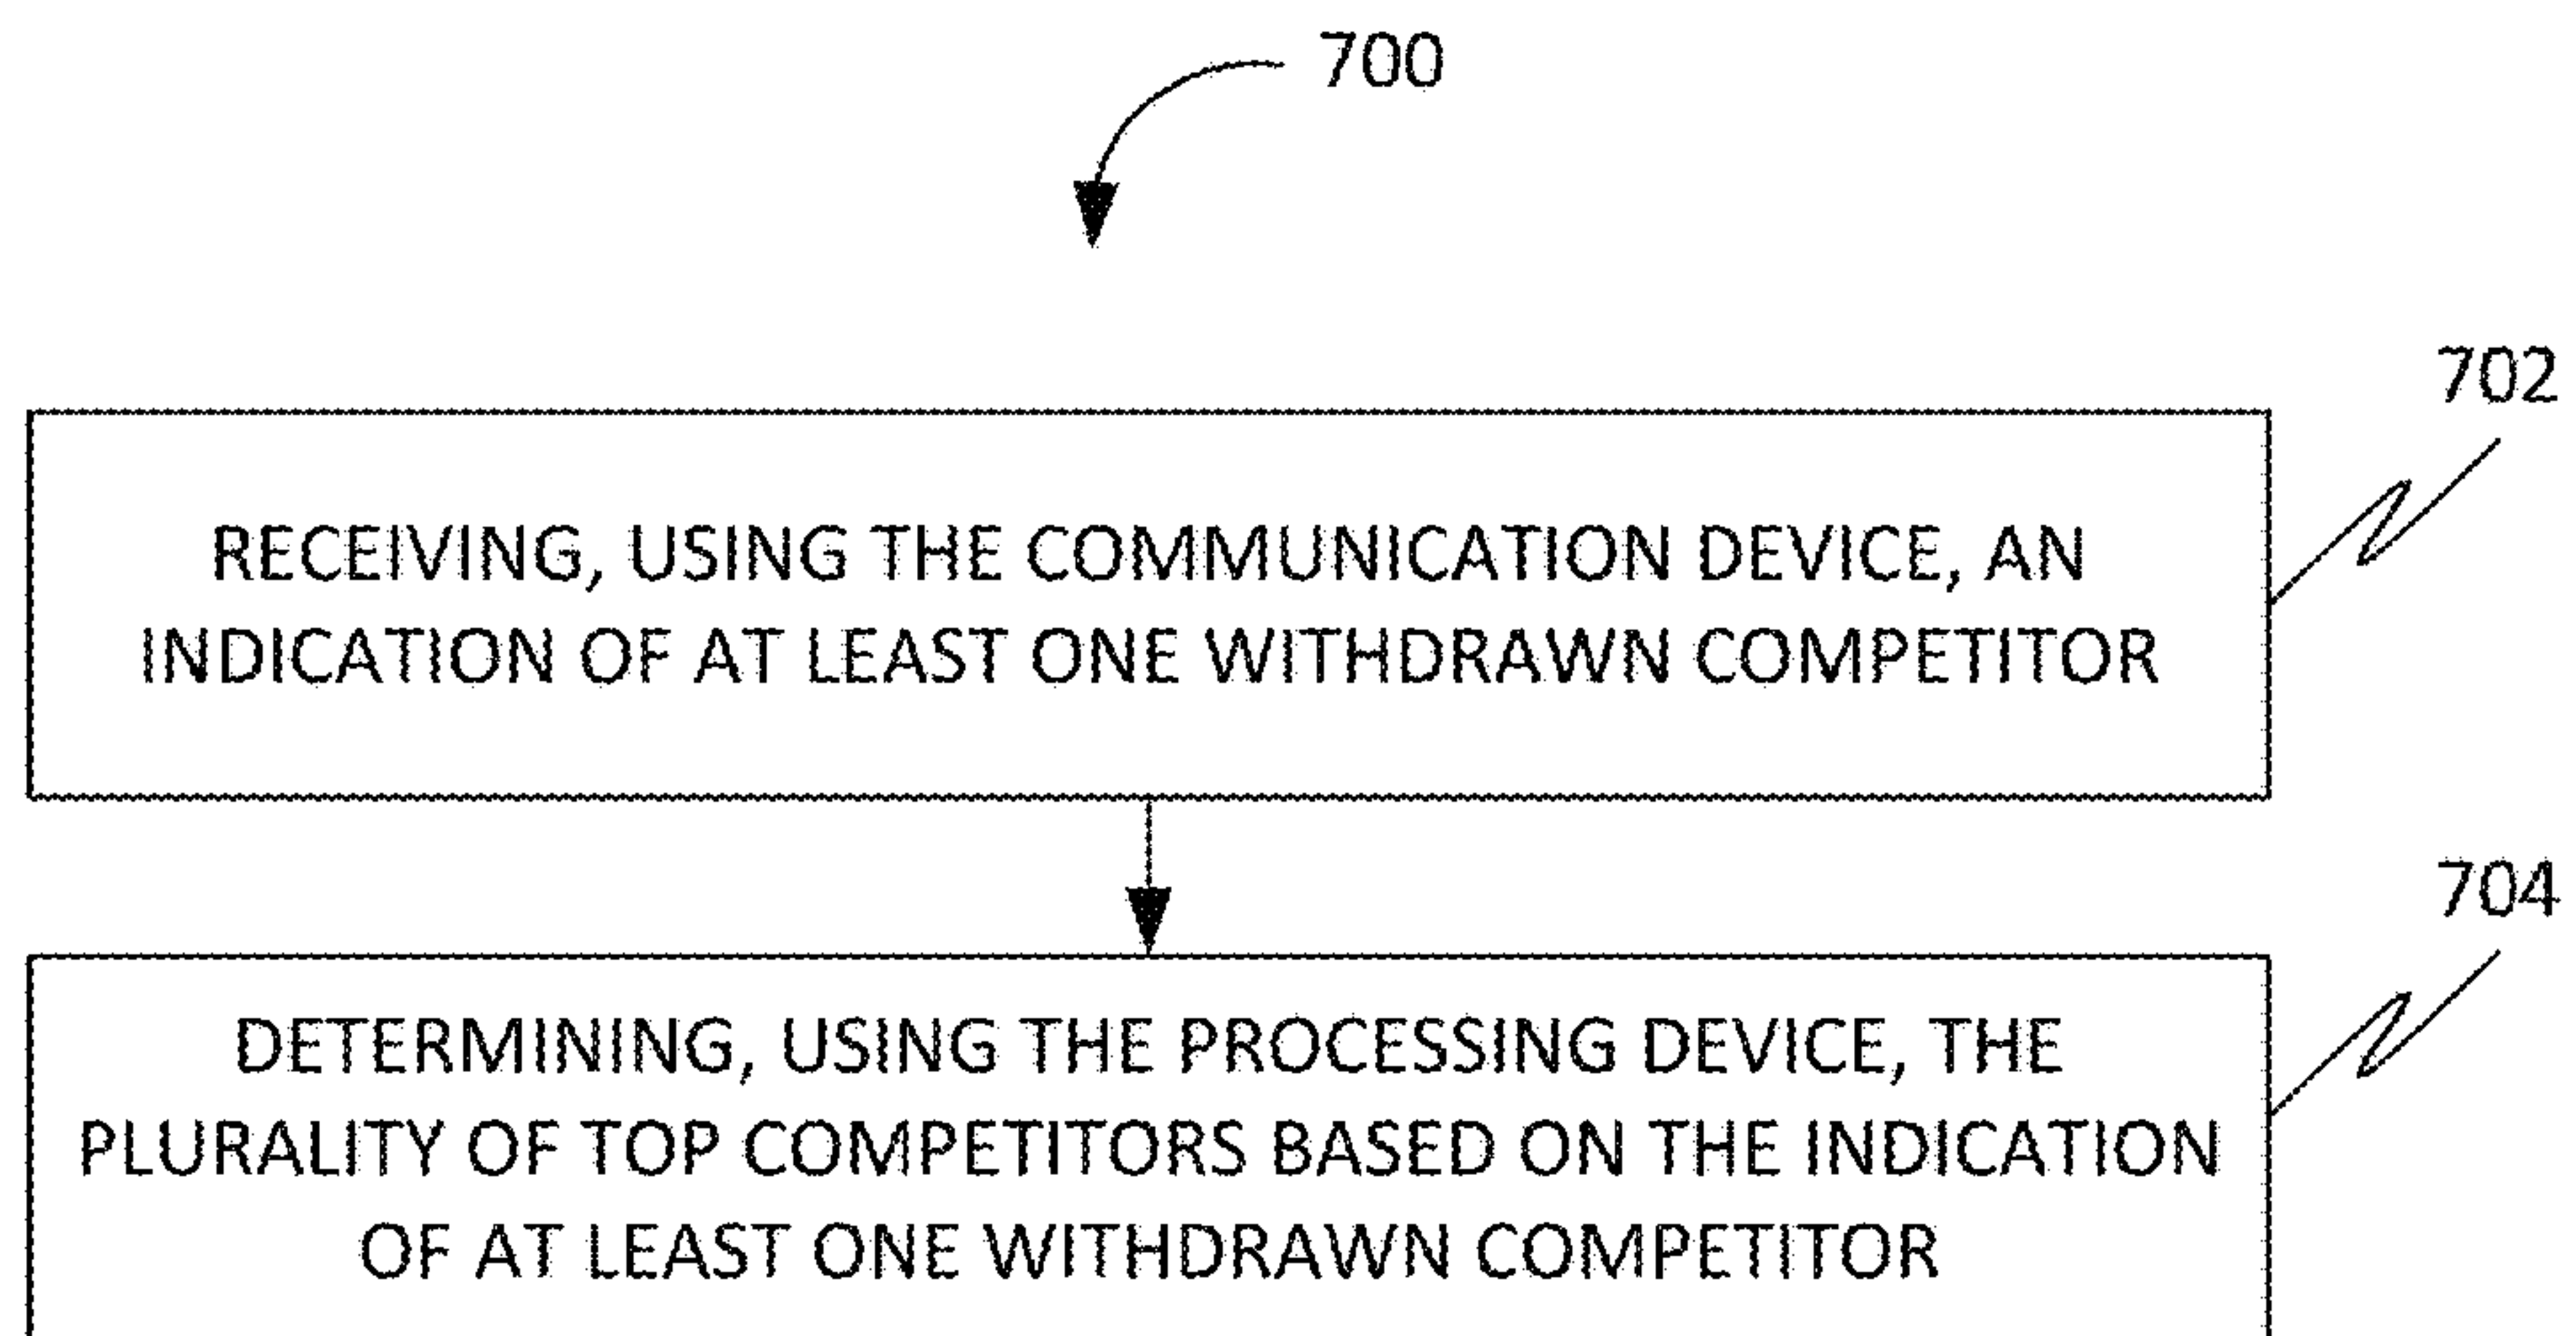 700
702
RECEIVING, USING THE COMMUNICATION DEVICE, AN
INDICATION OF AT LEAST ONE WITHDRAWN COMPETITOR
704
DETERMINING, USING THE PROCESSING DEVICE, THE
PLURALITY OF TOP COMPETITORS BASED ON THE INDICATION
OF AT LEAST ONE WITHDRAWN COMPETITOR